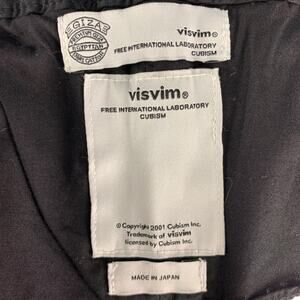 GIZA
EGYPTIAN
visvim®
FREE INTERNATIONAL LABORATORY
CUBISM
visvim®
FREE INTERNATIONAL LABORATORY
CUBISM
© Copyright 2001 Cubism Inc.
Trademark of visvim
licensed by Cubism Inc.
MADE IN JAPAN